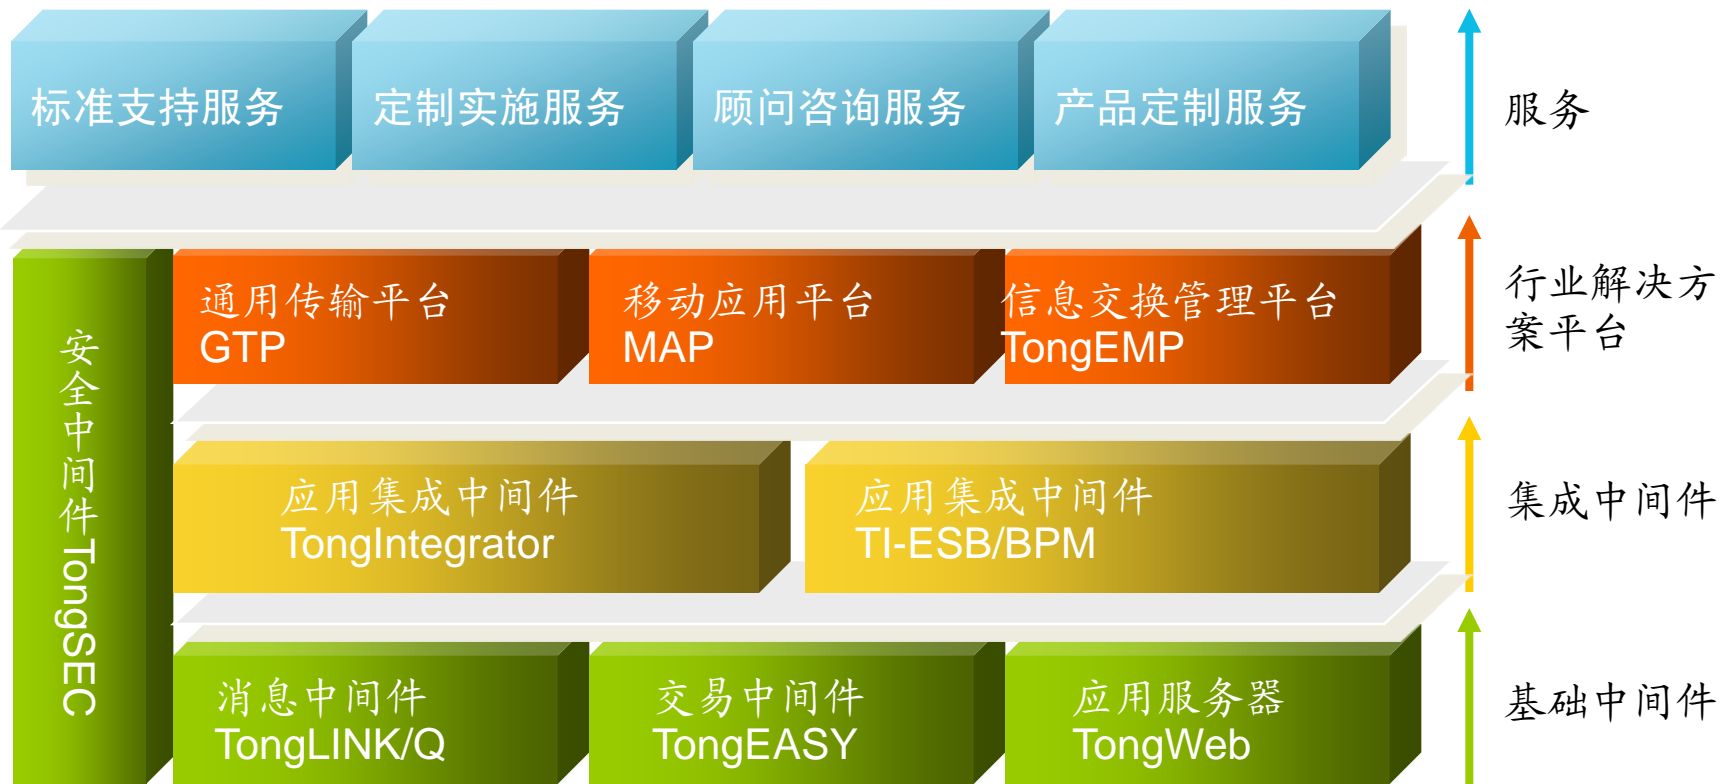 标准支持服务
定制实施服务
顾问咨询服务
产品定制服务
服务
安全中间件TongSEC
通用传输平台
GTP
移动应用平台
MAP
信息交换管理平台
TongEMP
行业解决方
案平台
应用集成中间件
TongIntegrator
应用集成中间件
TI-ESB/BPM
集成中间件
消息中间件
TongLINK/Q
交易中间件
TongEASY
应用服务器
TongWeb
基础中间件